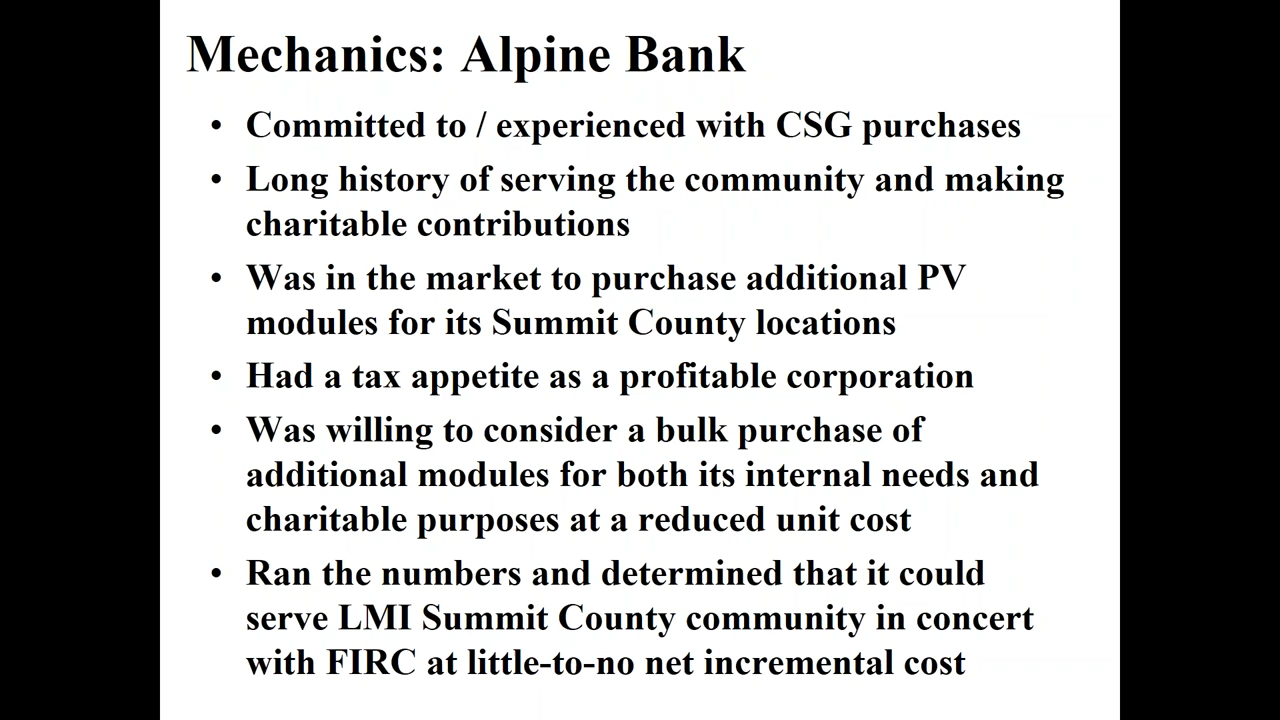 Mechanics: Alpine Bank
• Committed to / experienced with CSG purchases
• Long history of serving the community and making
charitable contributions
• Was in the market to purchase additional PV
modules for its Summit County locations
• Had a tax appetite as a profitable corporation
• Was willing to consider a bulk purchase of
additional modules for both its internal needs and
charitable purposes at a reduced unit cost
• Ran the numbers and determined that it could
serve LMI Summit County community in concert
with FIRC at little-to-no net incremental cost